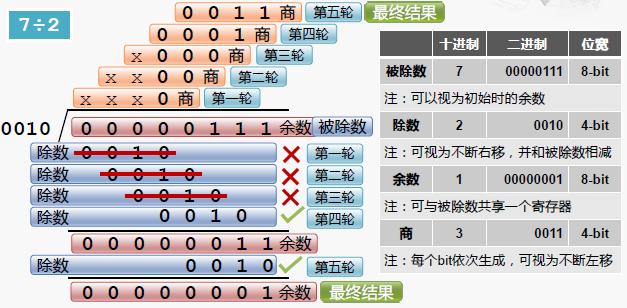 7÷2
0 0 1 1 商 第五轮 最终结果
0 0 0 1 商 第四轮
x 0 0 0 商 第三轮
x x 0 0 商 第二轮
x x x 0 商 第一轮
0010 0 0 0 0 0 1 1 1 余数 被除数
除数 0 0 1 0 第一轮
除数 0 0 1 0 第二轮
除数 0 0 1 0 第三轮
除数 0 0 1 0 第四轮
0 0 0 0 0 0 1 1 余数
除数 0 0 1 0 第五轮
0 0 0 0 0 0 0 1 余数 最终结果
十进制 二进制 位宽
被除数 7 00000111 8-bit
注：可以视为初始时的余数
除数 2 0010 4-bit
注：可视为不断右移，并和被除数相减
余数 1 00000001 8-bit
注：可与被除数共享一个寄存器
商 3 0011 4-bit
注：每个bit依次生成，可视为不断左移